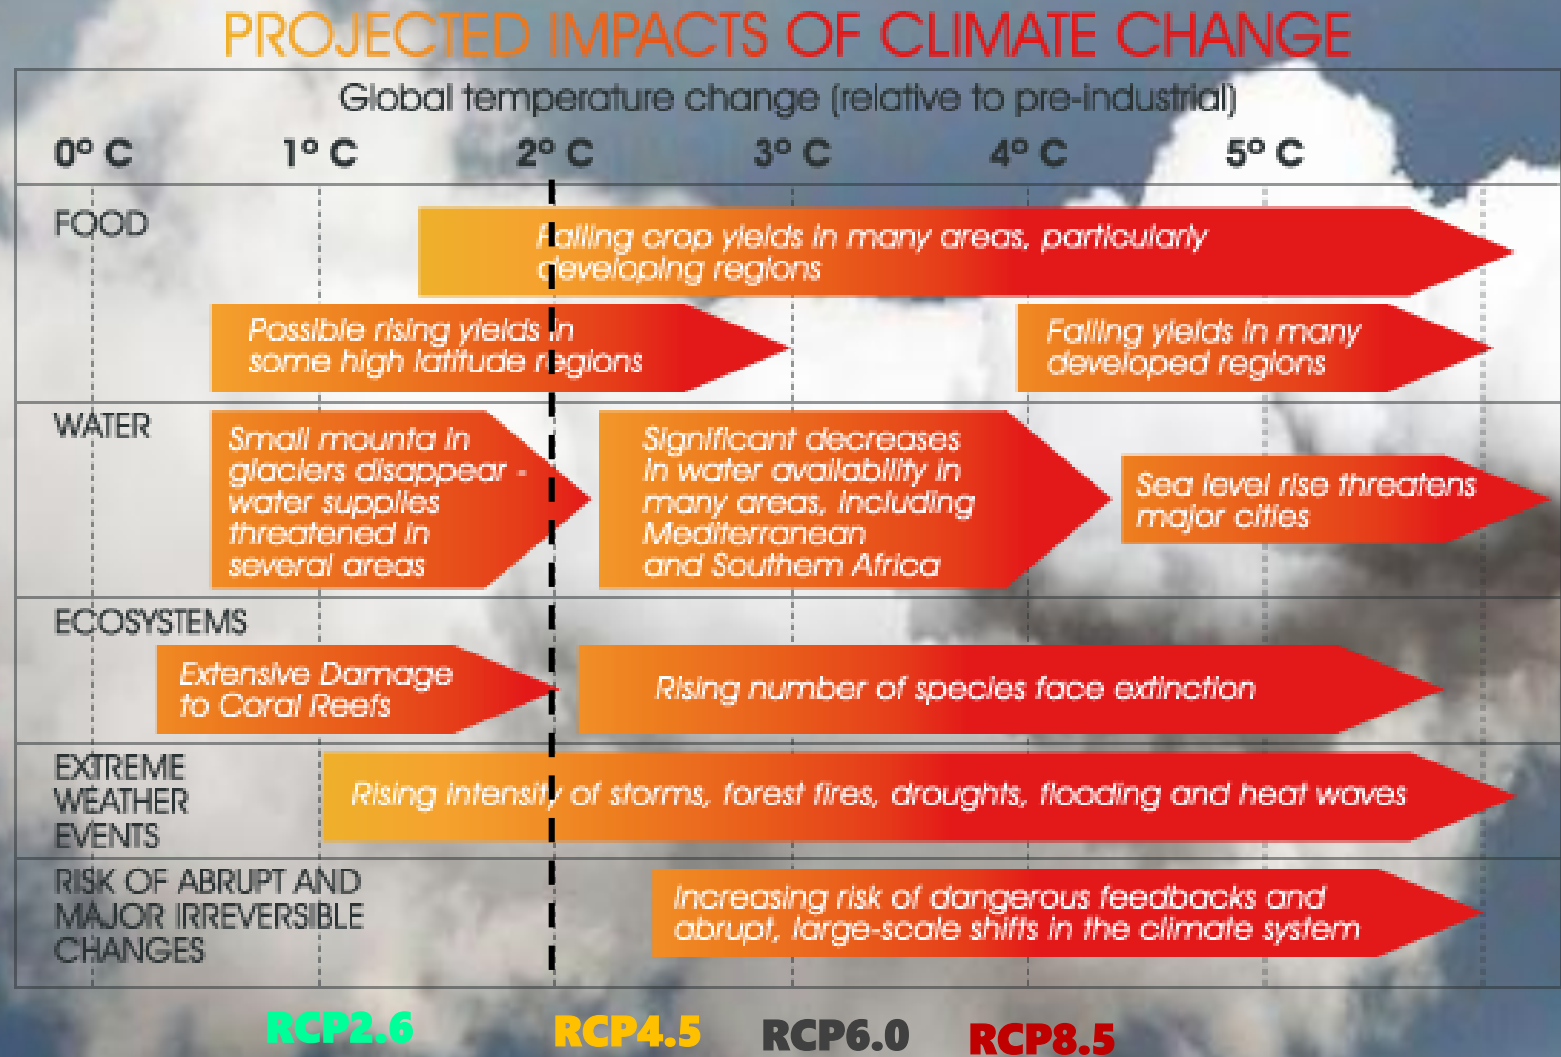 PROJECTED IMPACTS OF CLIMATE CHANGE
Global temperature change (relative to pre-industrial)
0° C 1° C 2° C 3° C 4° C 5° C
FOOD
Falling crop yields in many areas, particularly
developing regions
Possible rising yields in
some high latitude regions
Falling yields in many
developed regions
WATER
Small mounta in
glaciers disappear -
water supplies
threatened in
several areas
Significant decreases
in water availability in
many areas, including
Mediterranean
and Southern Africa
Sea level rise threatens
major cities
ECOSYSTEMS
Extensive Damage
to Coral Reefs
Rising number of species face extinction
EXTREME
WEATHER
EVENTS
Rising intensity of storms, forest fires, droughts, flooding and heat waves
RISK OF ABRUPT AND
MAJOR IRREVERSIBLE
CHANGES
Increasing risk of dangerous feedbacks and
abrupt, large-scale shifts in the climate system
RCP2.6 RCP4.5 RCP6.0 RCP8.5